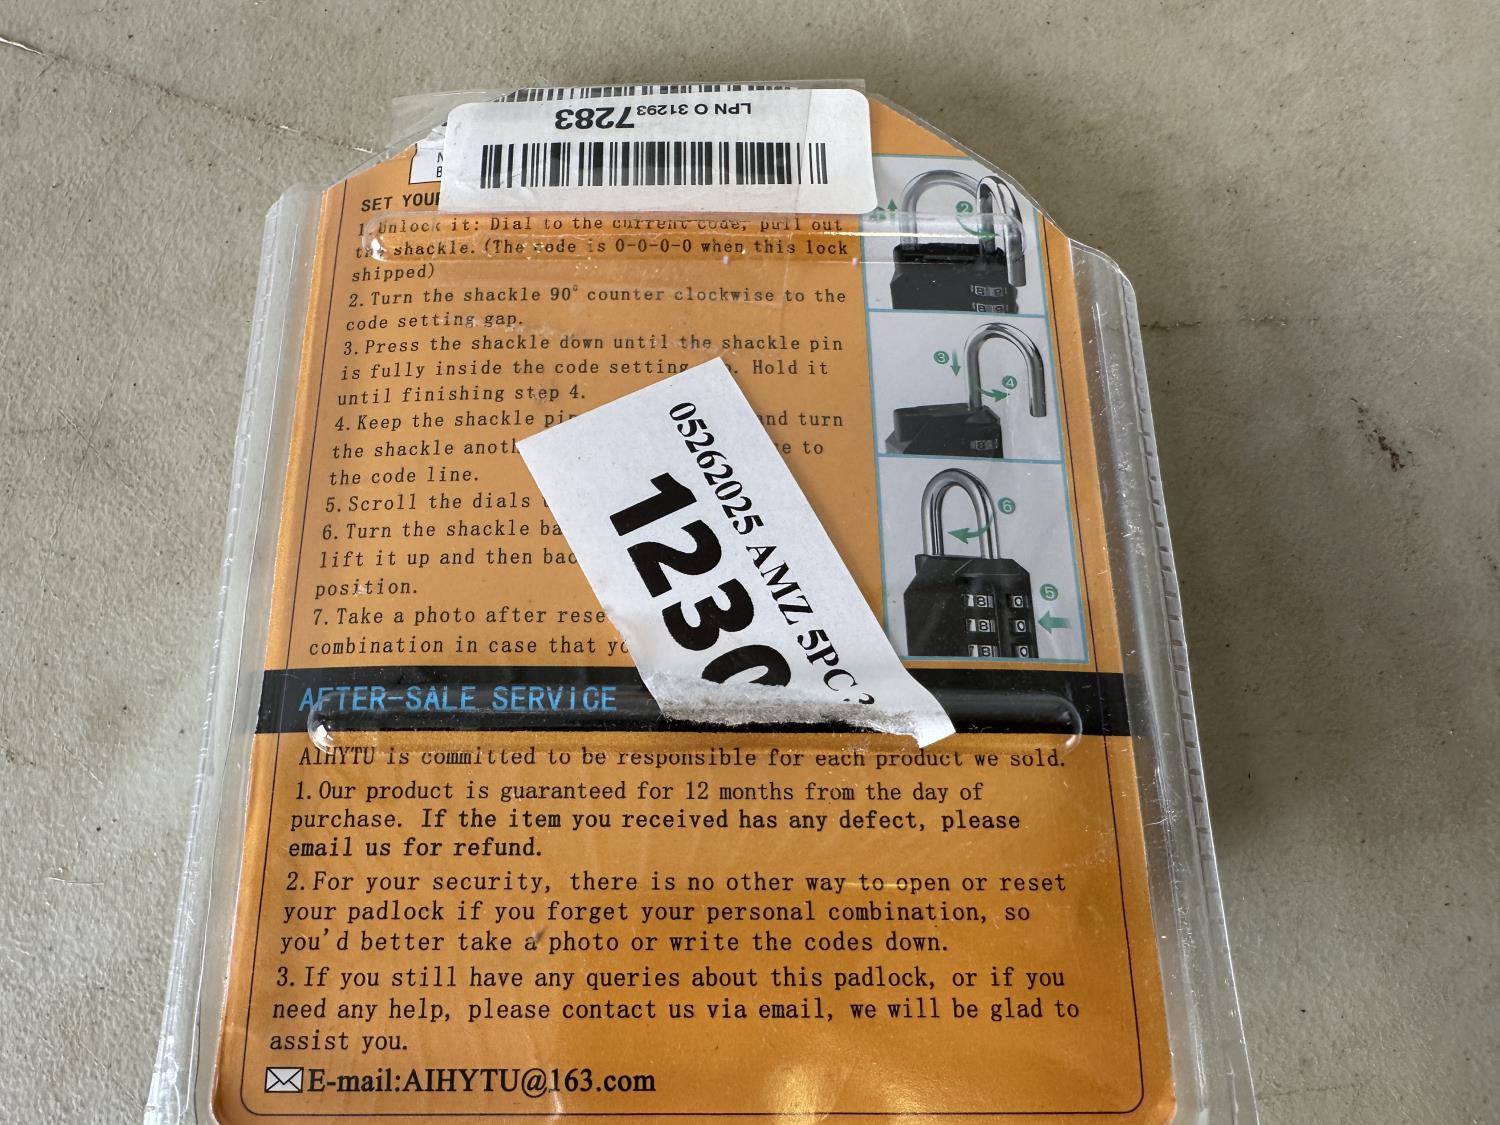 LPN O 312937283
SET YOUR
1. Unlock it: Dial to the current code, pull out
the shackle. (The code is 0-0-0-0 when this lock
shipped)
2. Turn the shackle 90° counter clockwise to the
code setting gap.
3. Press the shackle down until the shackle pin
is fully inside the code setting Hold it
until finishing step 4.
4. Keep the shackle pin and turn
the shackle to
the code line.
5. Scroll the dials
6. Turn the shackle
lift it up and then
position.
7. Take a photo after
combination in case that
05262025 AMZ 5PC
123
2
3
4
6
5
AFTER-SALE SERVICE
AIHYTU is committed to be responsible for each product we sold.
1. Our product is guaranteed for 12 months from the day of
purchase. If the item you received has any defect, please
email us for refund.
2. For your security, there is no other way to open or reset
your padlock if you forget your personal combination, so
you'd better take a photo or write the codes down.
3. If you still have any queries about this padlock, or if you
need any help, please contact us via email, we will be glad to
assist you.
E-mail:AIHYTU@163.com